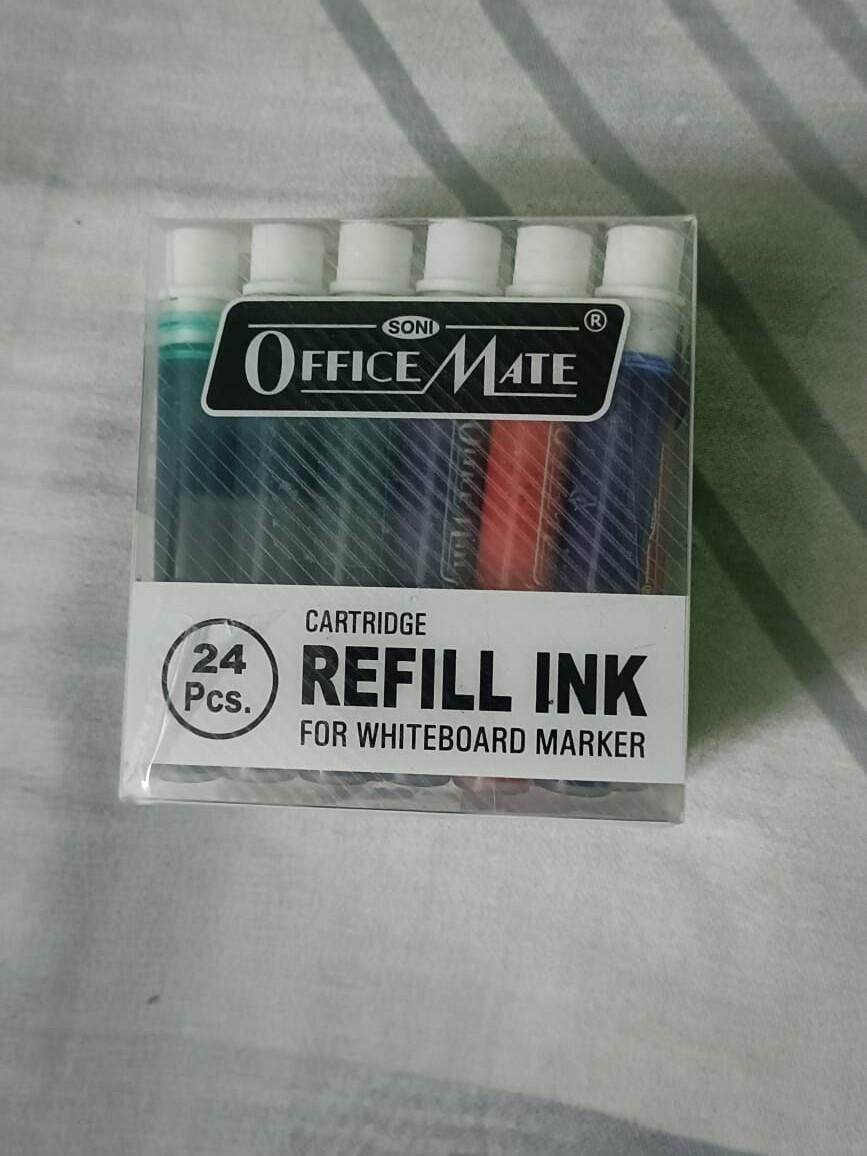 SONI
OFFICE MATE ®
CARTRIDGE
REFILL INK
FOR WHITEBOARD MARKER
24
Pcs.